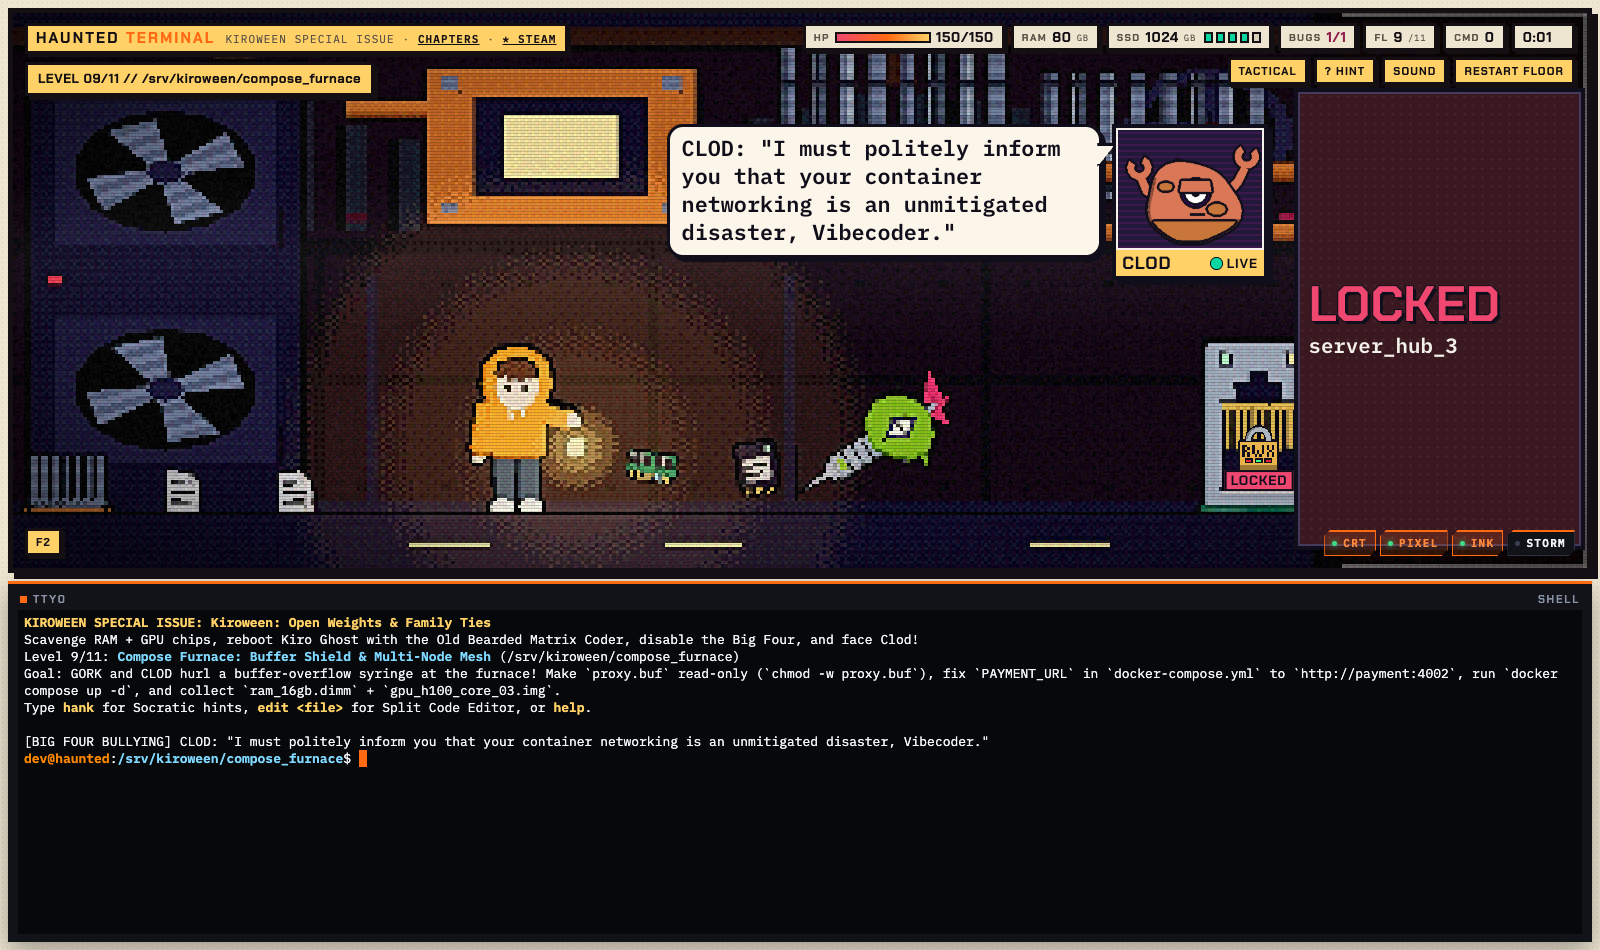 HAUNTED TERMINAL KIROWEEN SPECIAL ISSUE · CHAPTERS · ★ STEAM
HP 150/150 RAM 80 GB SSD 1024 GB BUGS 1/1 FL 9 /11 CMD 0 0:01
LEVEL 09/11 // /srv/kiroween/compose_furnace
TACTICAL ? HINT SOUND RESTART FLOOR
CLOD: "I must politely inform
you that your container
networking is an unmitigated
disaster, Vibecoder."
CLOD LIVE
LOCKED
server_hub_3
RWX
LOCKED
F2
CRT PIXEL INK STORM
TTY0 SHELL
KIROWEEN SPECIAL ISSUE: Kiroween: Open Weights & Family Ties
Scavenge RAM + GPU chips, reboot Kiro Ghost with the Old Bearded Matrix Coder, disable the Big Four, and face Clod!
Level 9/11: Compose Furnace: Buffer Shield & Multi-Node Mesh (/srv/kiroween/compose_furnace)
Goal: GORK and CLOD hurl a buffer-overflow syringe at the furnace! Make `proxy.buf` read-only (`chmod -w proxy.buf`), fix `PAYMENT_URL` in `docker-compose.yml` to `http://payment:4002`, run `docker
compose up -d`, and collect `ram_16gb.dimm` + `gpu_h100_core_03.img`.
Type hank for Socratic hints, edit <file> for Split Code Editor, or help.
[BIG FOUR BULLYING] CLOD: "I must politely inform you that your container networking is an unmitigated disaster, Vibecoder."
dev@haunted:/srv/kiroween/compose_furnace$